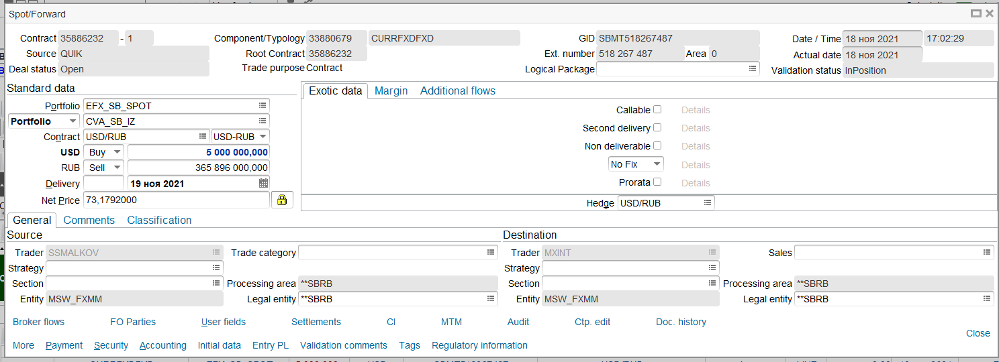 Spot/Forward
Contract 35886232 - 1 Component/Typology 33880679 CURRFXDFXD GID SBMT518267487 Date / Time 18 ноя 2021 17:02:29
Source QUIK Root Contract 35886232 Ext. number 518 267 487 Area 0 Actual date 18 ноя 2021
Deal status Open Trade purpose Contract Logical Package Validation status InPosition
Standard data Exotic data Margin Additional flows
Portfolio EFX_SB_SPOT Callable Details
Portfolio CVA_SB_IZ Second delivery Details
Contract USD/RUB USD-RUB Non deliverable Details
USD Buy 5 000 000,000 No Fix Details
RUB Sell 365 896 000,000 Prorata Details
Delivery 19 ноя 2021
Net Price 73,1792000 Hedge USD/RUB
General Comments Classification
Source Destination
Trader SSMALKOV Trade category Trader MXINT Sales
Strategy Strategy
Section Processing area **SBRB Section Processing area **SBRB
Entity MSW_FXMM Legal entity **SBRB Entity MSW_FXMM Legal entity **SBRB
Broker flows FO Parties User fields Settlements CI MTM Audit Ctp. edit Doc. history
Close
More Payment Security Accounting Initial data Entry PL Validation comments Tags Regulatory information